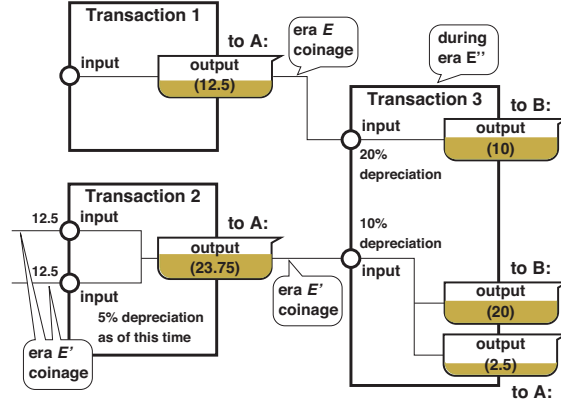 Transaction 1
input
to A:
output
(12.5)
era E
coinage
during
era E''
Transaction 3
input
20%
depreciation
to B:
output
(10)
Transaction 2
12.5
input
12.5
input
5% depreciation
as of this time
to A:
output
(23.75)
era E'
coinage
era E'
coinage
10%
depreciation
input
to B:
output
(20)
output
(2.5)
to A: